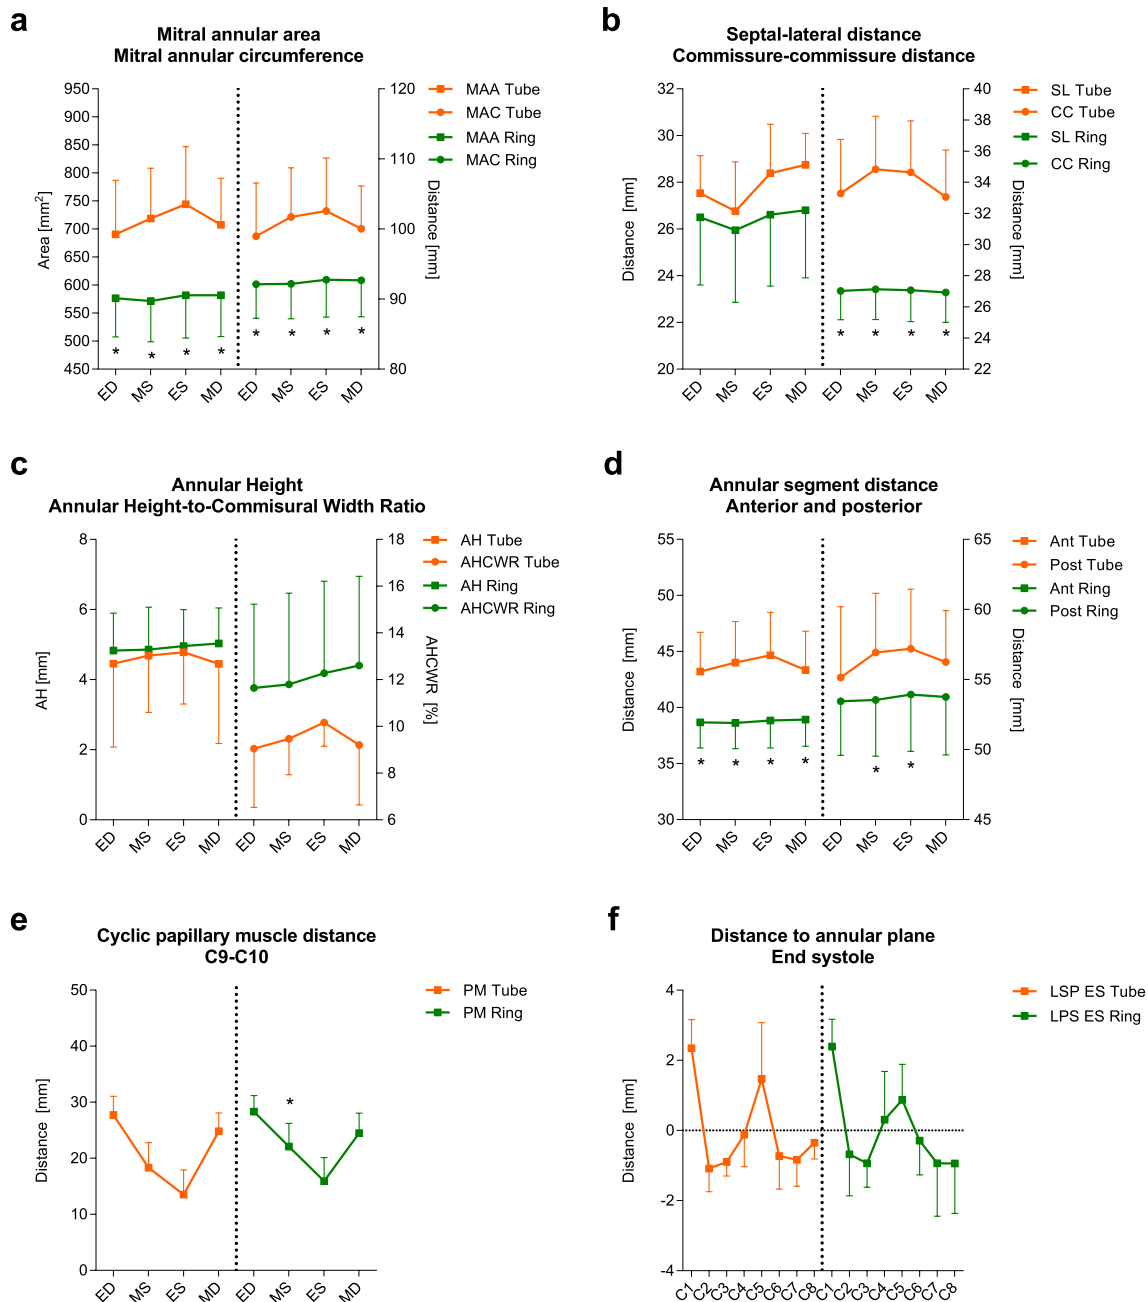 a
Mitral annular area
Mitral annular circumference
950
900
850
800
750
700
650
600
550
500
450
Area [mm2]
120
110
100
90
80
Distance [mm]
MAA Tube
MAC Tube
MAA Ring
MAC Ring
* * * * * * * *
ED MS ES MD ED MS ES MD
b
Septal-lateral distance
Commissure-commissure distance
32
30
28
26
24
22
20
Distance [mm]
40
38
36
34
32
30
28
26
24
22
Distance [mm]
SL Tube
CC Tube
SL Ring
CC Ring
* * * *
ED MS ES MD ED MS ES MD
c
Annular Height
Annular Height-to-Commisural Width Ratio
8
6
4
2
0
AH [mm]
18
16
14
12
10
8
6
AHCWR [%]
AH Tube
AHCWR Tube
AH Ring
AHCWR Ring
ED MS ES MD ED MS ES MD
d
Annular segment distance
Anterior and posterior
55
50
45
40
35
30
Distance [mm]
65
60
55
50
45
Distance [mm]
Ant Tube
Post Tube
Ant Ring
Post Ring
* * * * * *
ED MS ES MD ED MS ES MD
e
Cyclic papillary muscle distance
C9-C10
50
40
30
20
10
0
Distance [mm]
PM Tube
PM Ring
*
ED MS ES MD ED MS ES MD
f
Distance to annular plane
End systole
4
2
0
-2
-4
Distance [mm]
LSP ES Tube
LPS ES Ring
C1 C2 C3 C4 C5 C6 C7 C8 C1 C2 C3 C4 C5 C6 C7 C8